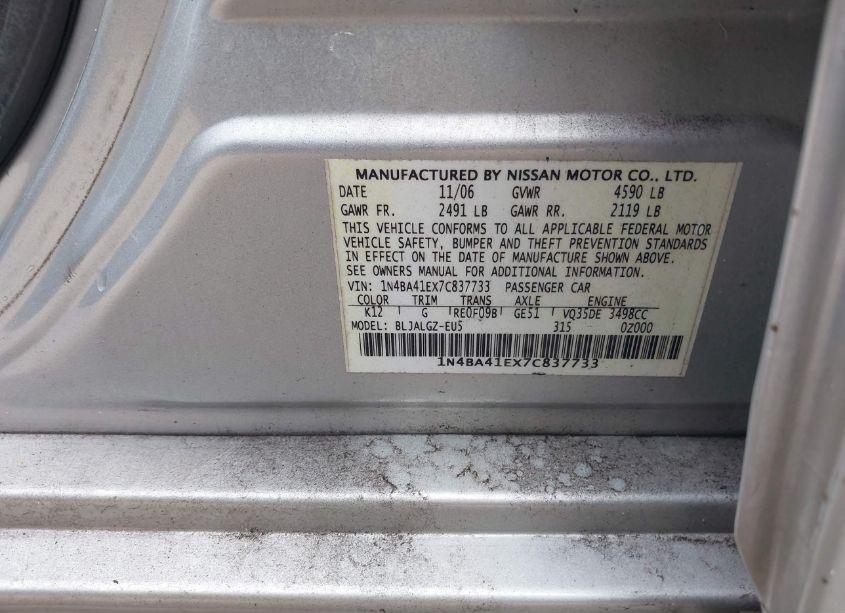 MANUFACTURED BY NISSAN MOTOR CO., LTD.
DATE 11/06 GVWR 4590 LB
GAWR FR. 2491 LB GAWR RR. 2119 LB
THIS VEHICLE CONFORMS TO ALL APPLICABLE FEDERAL MOTOR
VEHICLE SAFETY, BUMPER AND THEFT PREVENTION STANDARDS
IN EFFECT ON THE DATE OF MANUFACTURE SHOWN ABOVE.
SEE OWNERS MANUAL FOR ADDITIONAL INFORMATION.
VIN: 1N4BA41EX7C837733 PASSENGER CAR
COLOR TRIM TRANS AXLE ENGINE
K12 G RE0F09B GE51 VQ35DE 3498CC
MODEL: BLJALGZ-EU5 315 0Z000
1N4BA41EX7C837733